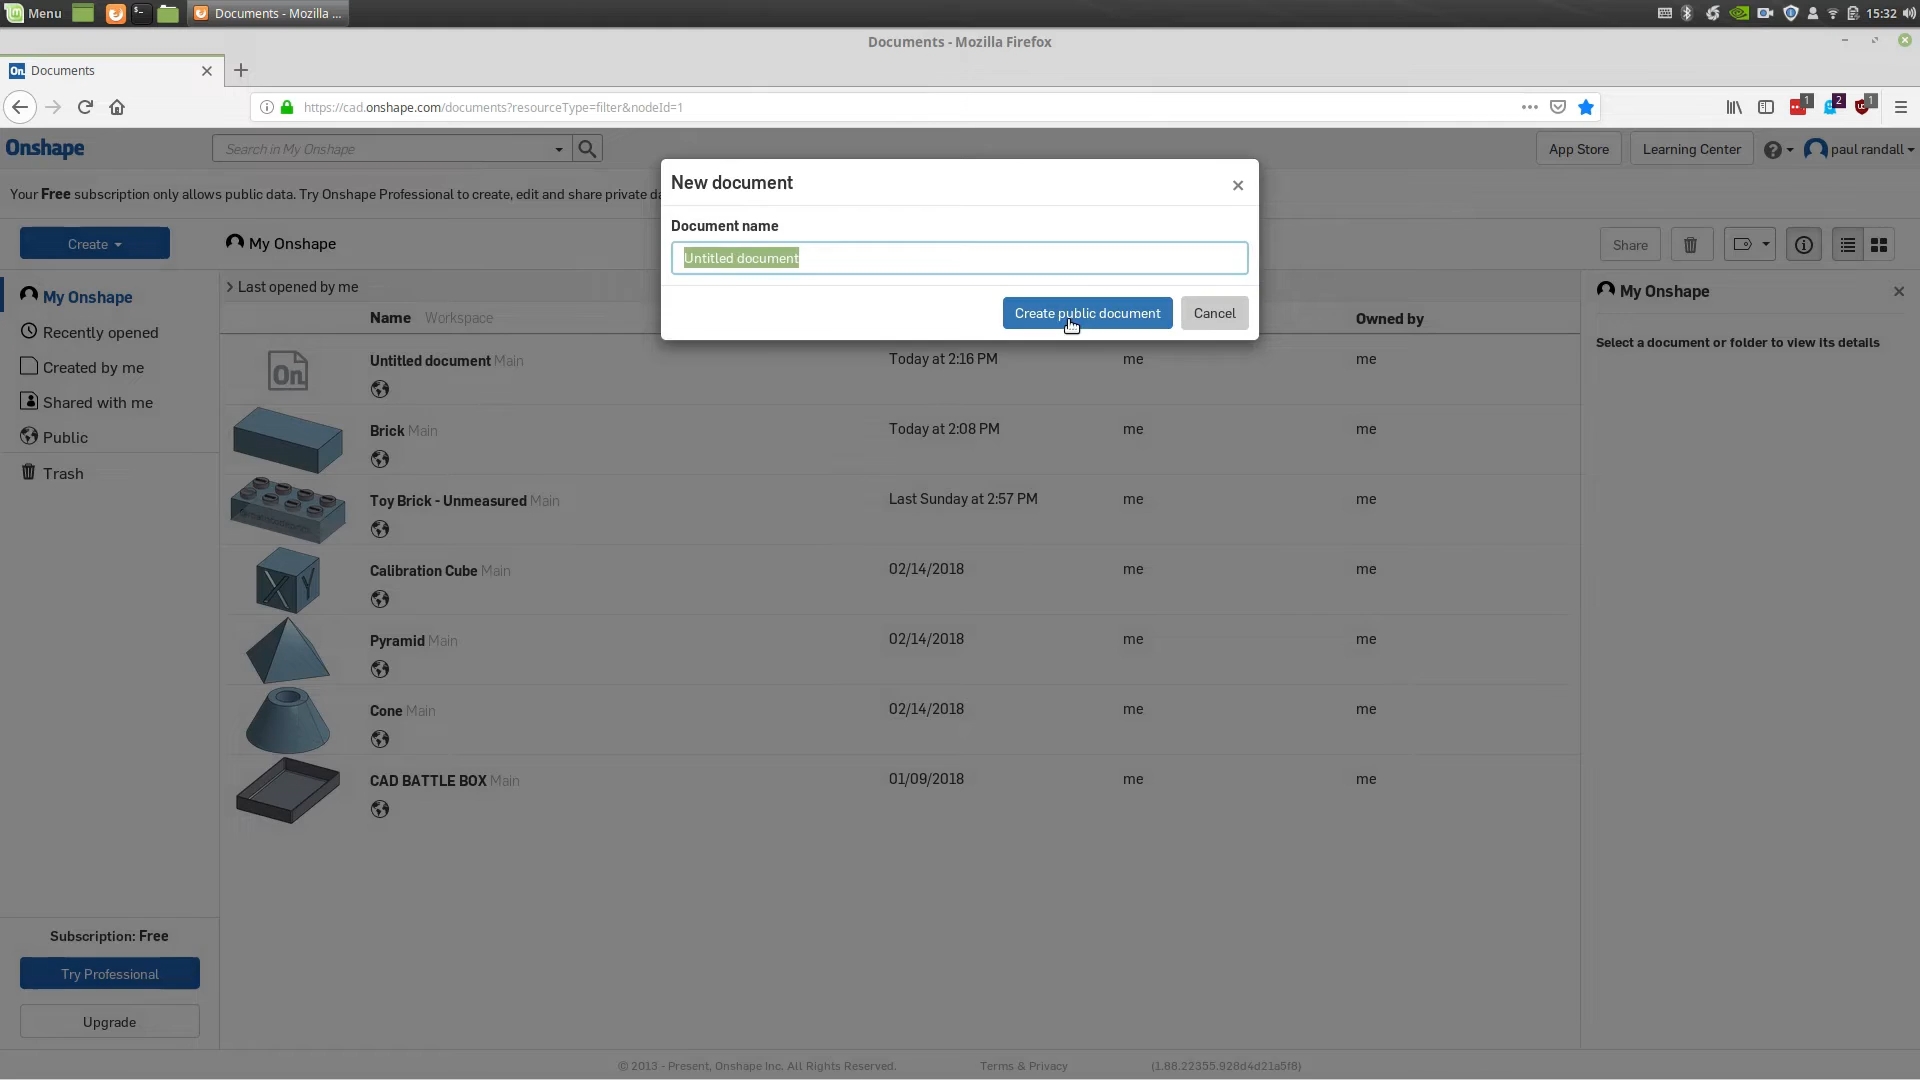 Menu
Documents - Mozilla ...
15:32
Documents - Mozilla Firefox
On Documents
https://cad.onshape.com/documents?resourceType=filter&nodeId=1
1
2
1
Onshape
Search in My Onshape
App Store
Learning Center
paul randall
Your Free subscription only allows public data. Try Onshape Professional to create, edit and share private da
New document
Document name
Untitled document
Create public document
Cancel
Create
My Onshape
Share
My Onshape
Recently opened
Created by me
Shared with me
Public
Trash
Last opened by me
Name Workspace
Owned by
On
Untitled document Main
Today at 2:16 PM
me
me
Brick Main
Today at 2:08 PM
me
me
Toy Brick - Unmeasured Main
Last Sunday at 2:57 PM
me
me
X Y
Calibration Cube Main
02/14/2018
me
me
Pyramid Main
02/14/2018
me
me
Cone Main
02/14/2018
me
me
CAD BATTLE BOX Main
01/09/2018
me
me
My Onshape
Select a document or folder to view its details
Subscription: Free
Try Professional
Upgrade
© 2013 - Present, Onshape Inc. All Rights Reserved.
Terms & Privacy
(1.88.22355.928d4d21a5f8)